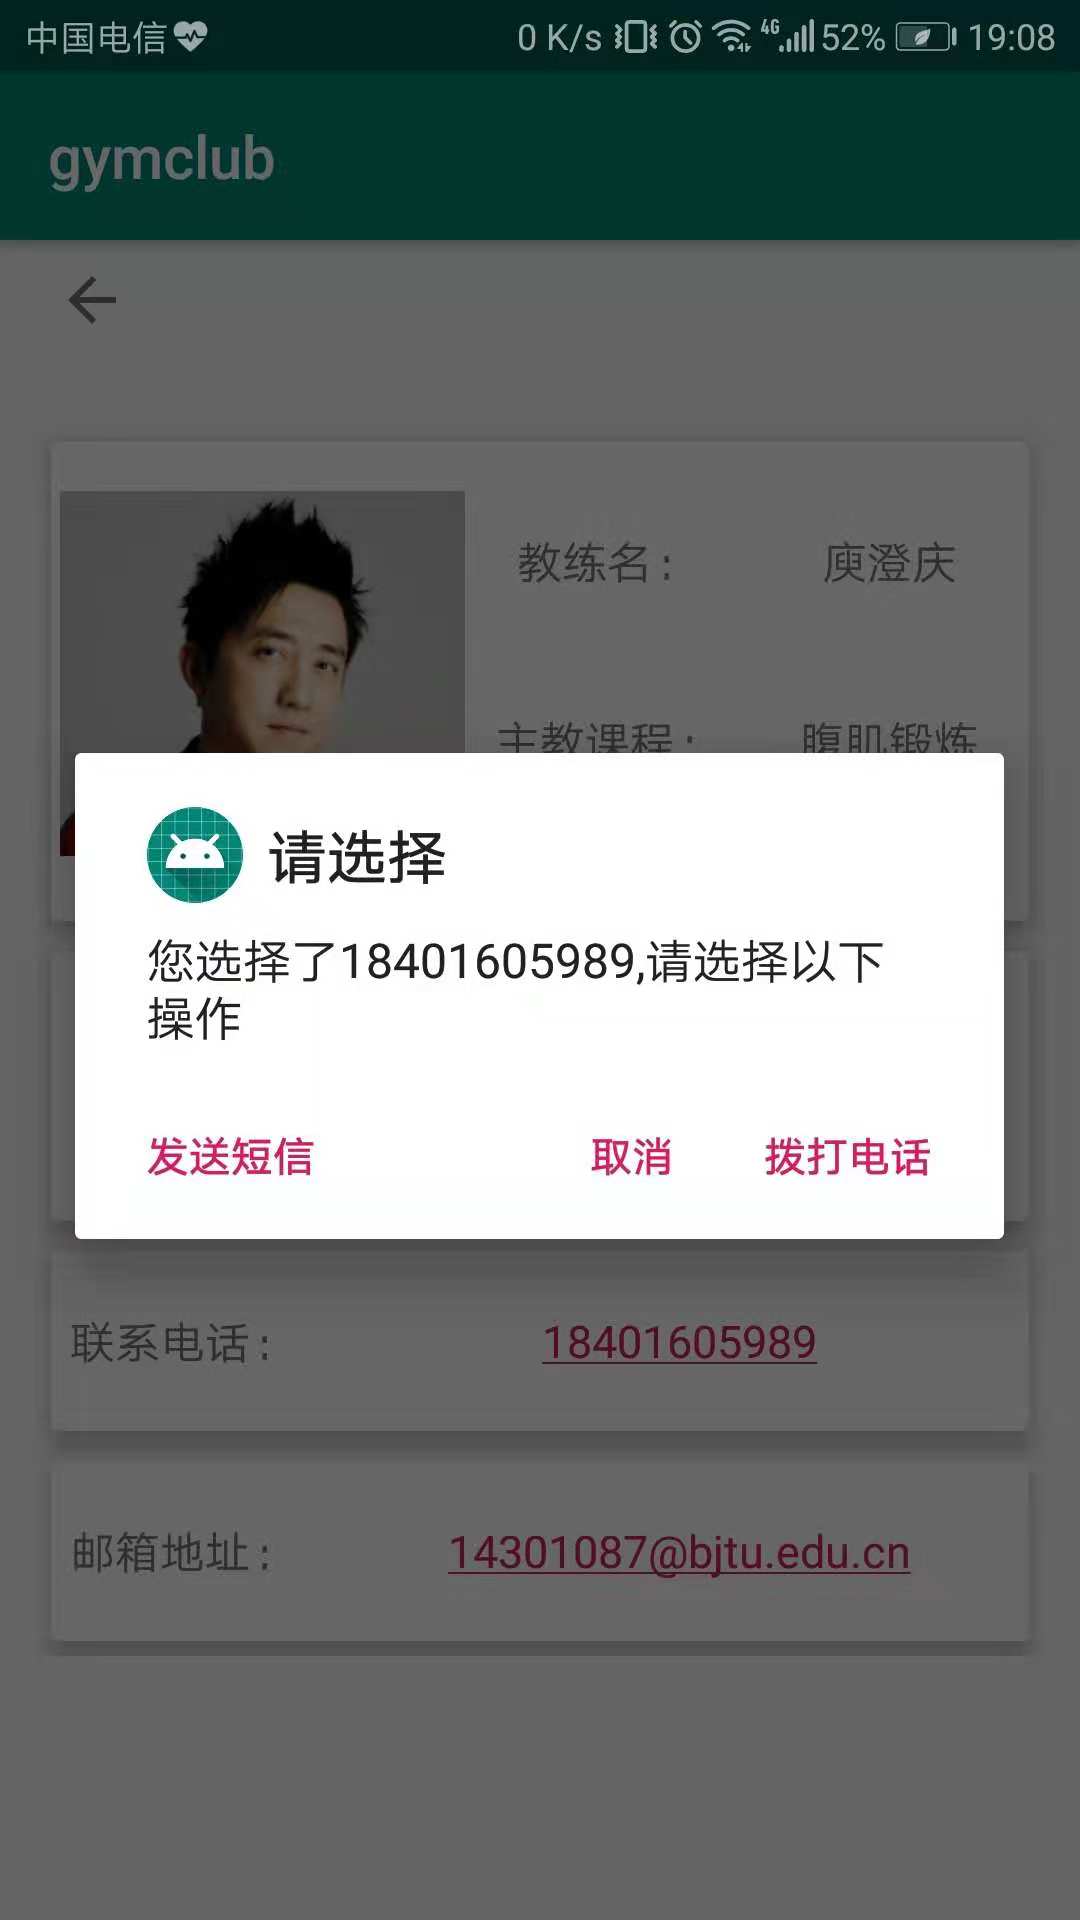 中国电信 0 K/s 4G 52% 19:08
gymclub
教练名: 庾澄庆
主教课程: 腹肌锻炼
请选择
您选择了18401605989,请选择以下
操作
发送短信 取消 拨打电话
联系电话: 18401605989
邮箱地址: 14301087@bjtu.edu.cn